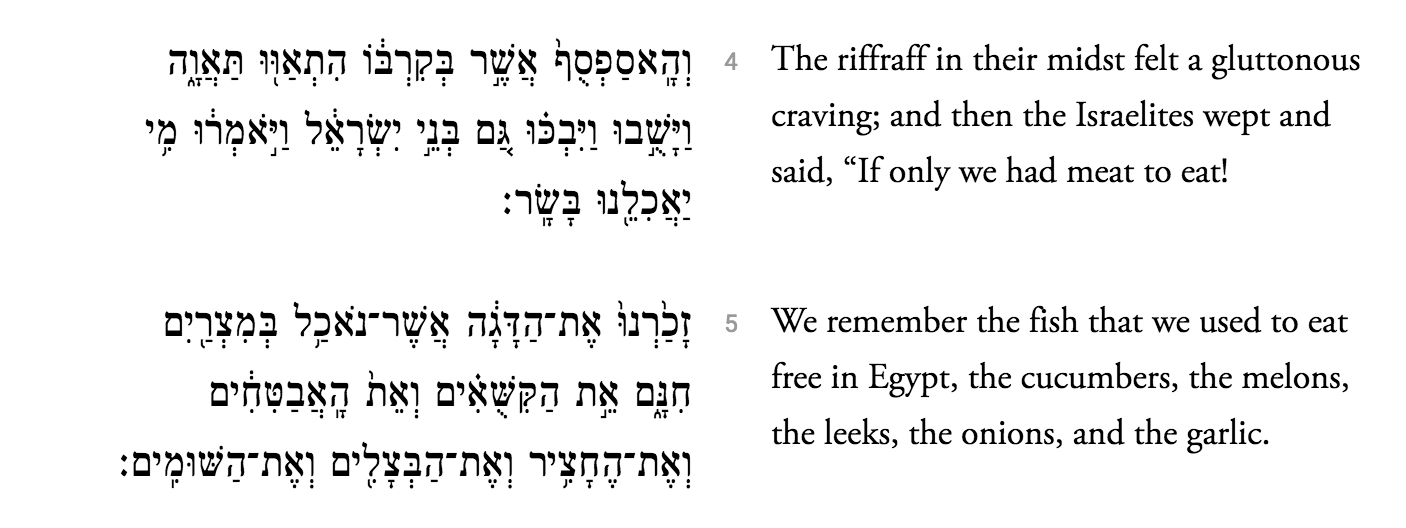 וְהָֽאסַפְסֻף֙ אֲשֶׁ֣ר בְּקִרְבּ֔וֹ הִתְאַוּ֖וּ תַּאֲוָ֑ה
וַיָּשֻׁ֣בוּ וַיִּבְכּ֗וּ גַּ֚ם בְּנֵ֣י יִשְׂרָאֵ֔ל וַיֹּ֣אמְר֔וּ מִ֥י
יַאֲכִלֵ֖נוּ בָּשָֽׂר׃
4
The riffraff in their midst felt a gluttonous
craving; and then the Israelites wept and
said, “If only we had meat to eat!
זָכַ֙רְנוּ֙ אֶת־הַדָּגָ֔ה אֲשֶׁר־נֹאכַ֥ל בְּמִצְרַ֖יִם
חִנָּ֑ם אֵ֣ת הַקִּשֻּׁאִ֗ים וְאֵת֙ הָֽאֲבַטִּחִ֔ים
וְאֶת־הֶחָצִ֥יר וְאֶת־הַבְּצָלִ֖ים וְאֶת־הַשּׁוּמִֽים׃
5
We remember the fish that we used to eat
free in Egypt, the cucumbers, the melons,
the leeks, the onions, and the garlic.